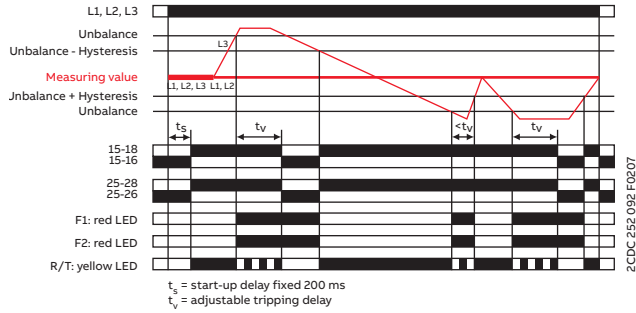 L1, L2, L3
Unbalance
L3
Unbalance - Hysteresis
Measuring value
L1, L2, L3 L1, L2
Unbalance + Hysteresis
Unbalance
ts tv <tv tv
15-18
15-16
25-28
25-26
F1: red LED
F2: red LED
R/T: yellow LED
ts = start-up delay fixed 200 ms
tv = adjustable tripping delay
2CDC 252 092 F0207